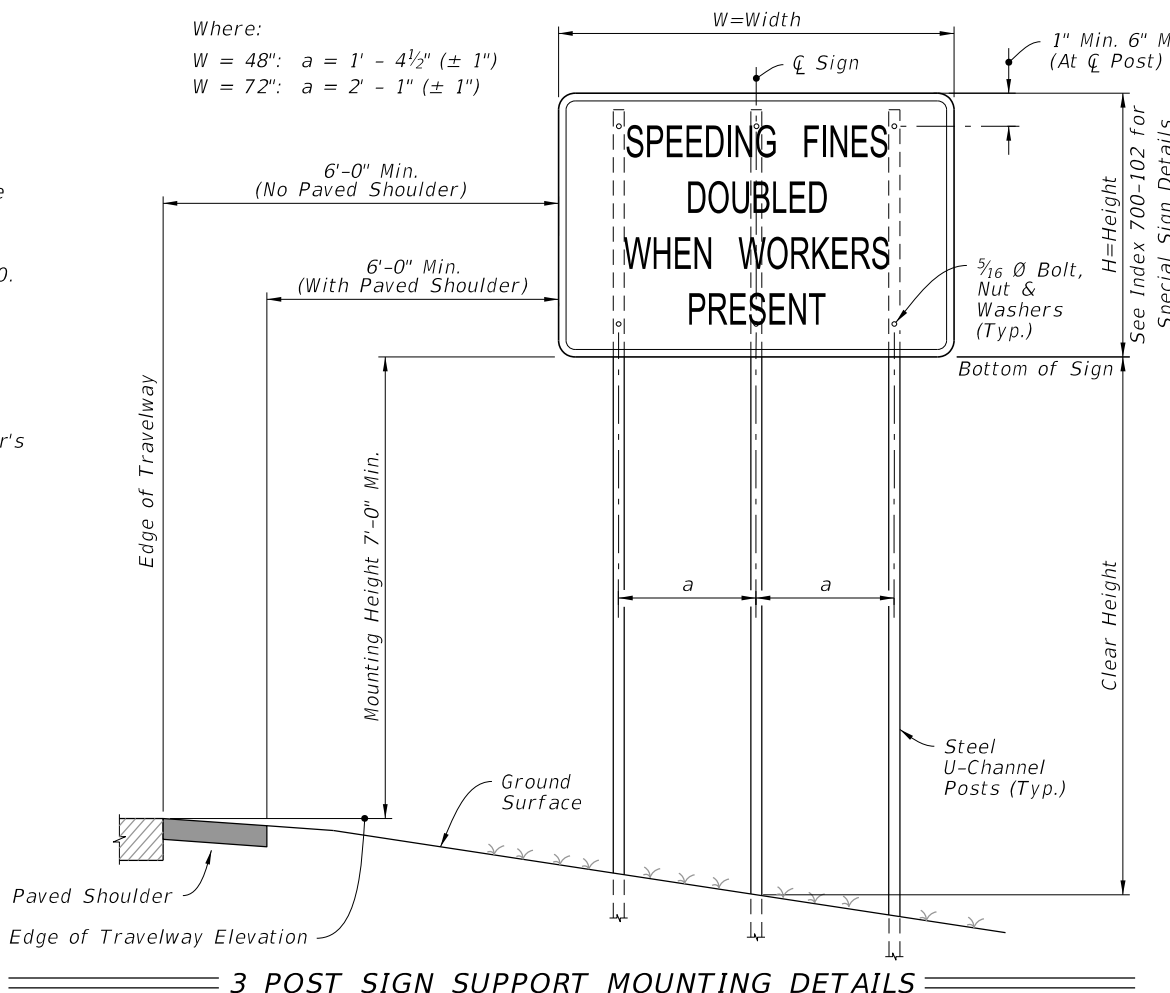 Where:
W = 48": a = 1' - 4½" (± 1")
W = 72": a = 2' - 1" (± 1")
W=Width
℄ Sign
1" Min. 6" M
(At ℄ Post)
6'-0" Min.
(No Paved Shoulder)
6'-0" Min.
(With Paved Shoulder)
SPEEDING FINES
DOUBLED
WHEN WORKERS
PRESENT
H=Height
See Index 700-102 for
Special Sign Details
5/16 Ø Bolt,
Nut &
Washers
(Typ.)
Bottom of Sign
0.
r's
Edge of Travelway
Mounting Height 7'-0" Min.
a
a
Clear Height
Steel
U-Channel
Posts (Typ.)
Ground
Surface
Paved Shoulder
Edge of Travelway Elevation
3 POST SIGN SUPPORT MOUNTING DETAILS